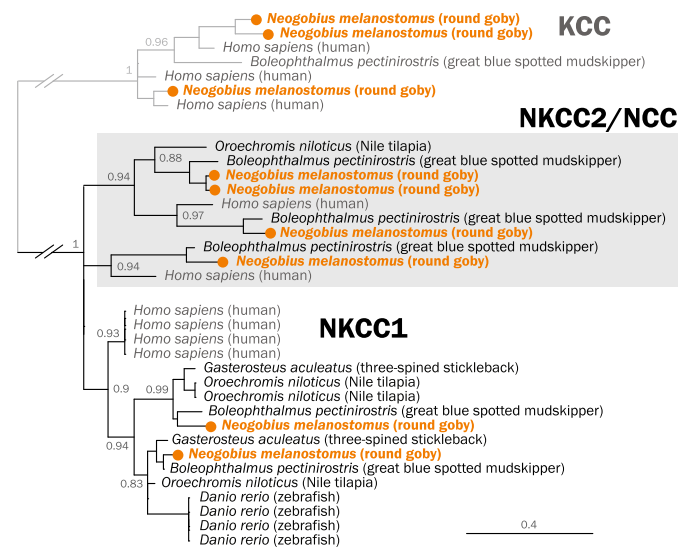 Neogobius melanostomus (round goby)
KCC
Neogobius melanostomus (round goby)
0.96
Homo sapiens (human)
Boleophthalmus pectinirostris (great blue spotted mudskipper)
1
Homo sapiens (human)
Neogobius melanostomus (round goby)
Homo sapiens (human)
NKCC2/NCC
Oroechromis niloticus (Nile tilapia)
0.88
Boleophthalmus pectinirostris (great blue spotted mudskipper)
0.94
Neogobius melanostomus (round goby)
Neogobius melanostomus (round goby)
Homo sapiens (human)
0.97
Boleophthalmus pectinirostris (great blue spotted mudskipper)
Neogobius melanostomus (round goby)
1
Boleophthalmus pectinirostris (great blue spotted mudskipper)
0.94
Neogobius melanostomus (round goby)
Homo sapiens (human)
Homo sapiens (human)
Homo sapiens (human)
NKCC1
0.93
Homo sapiens (human)
Homo sapiens (human)
Gasterosteus aculeatus (three-spined stickleback)
Oroechromis niloticus (Nile tilapia)
0.9
0.99
Oroechromis niloticus (Nile tilapia)
Boleophthalmus pectinirostris (great blue spotted mudskipper)
Neogobius melanostomus (round goby)
0.94
Gasterosteus aculeatus (three-spined stickleback)
Neogobius melanostomus (round goby)
Boleophthalmus pectinirostris (great blue spotted mudskipper)
0.83
Oroechromis niloticus (Nile tilapia)
Danio rerio (zebrafish)
Danio rerio (zebrafish)
Danio rerio (zebrafish)
Danio rerio (zebrafish)
0.4